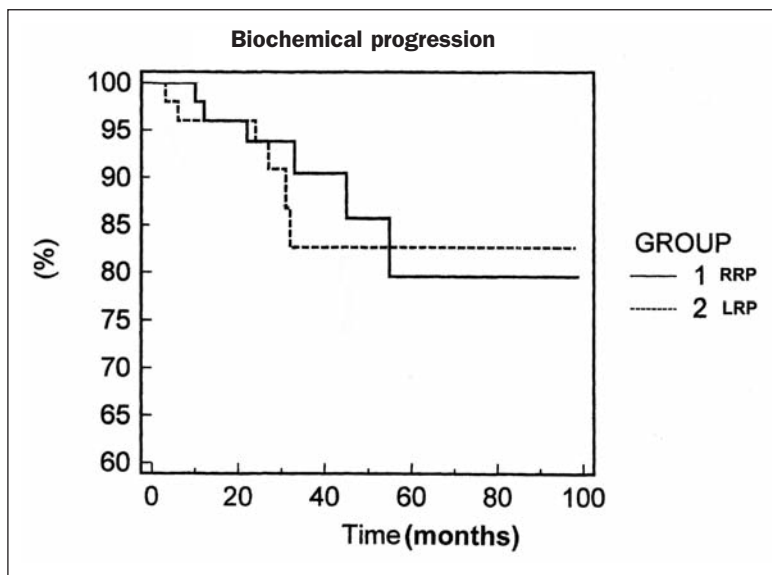 Biochemical progression
100
95
90
85
80
75
70
65
60
(%)
0 20 40 60 80 100
Time (months)
GROUP
1 RRP
2 LRP